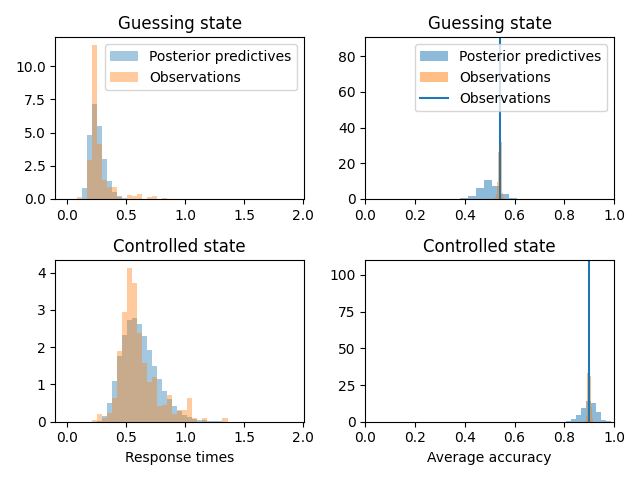 Guessing state
10.0
7.5
5.0
2.5
0.0
0.0 0.5 1.0 1.5 2.0
Posterior predictives
Observations
Guessing state
80
60
40
20
0
0.0 0.2 0.4 0.6 0.8 1.0
Posterior predictives
Observations
Observations
Controlled state
4
3
2
1
0
0.0 0.5 1.0 1.5 2.0
Response times
Controlled state
100
75
50
25
0
0.0 0.2 0.4 0.6 0.8 1.0
Average accuracy